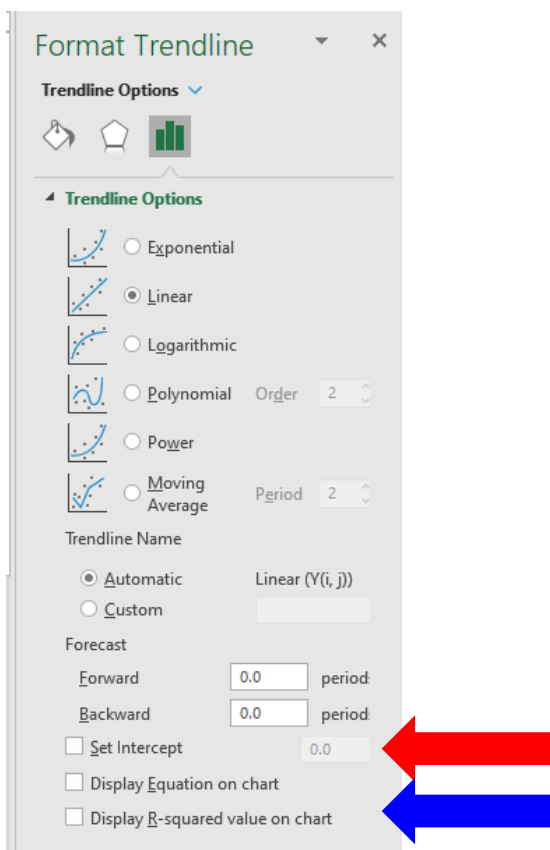 Format Trendline
Trendline Options
Trendline Options
Exponential
Linear
Logarithmic
Polynomial Order 2
Power
Moving
Average Period 2
Trendline Name
Automatic Linear (Y(i, j))
Custom
Forecast
Forward 0.0 period
Backward 0.0 period
Set Intercept 0.0
Display Equation on chart
Display R-squared value on chart